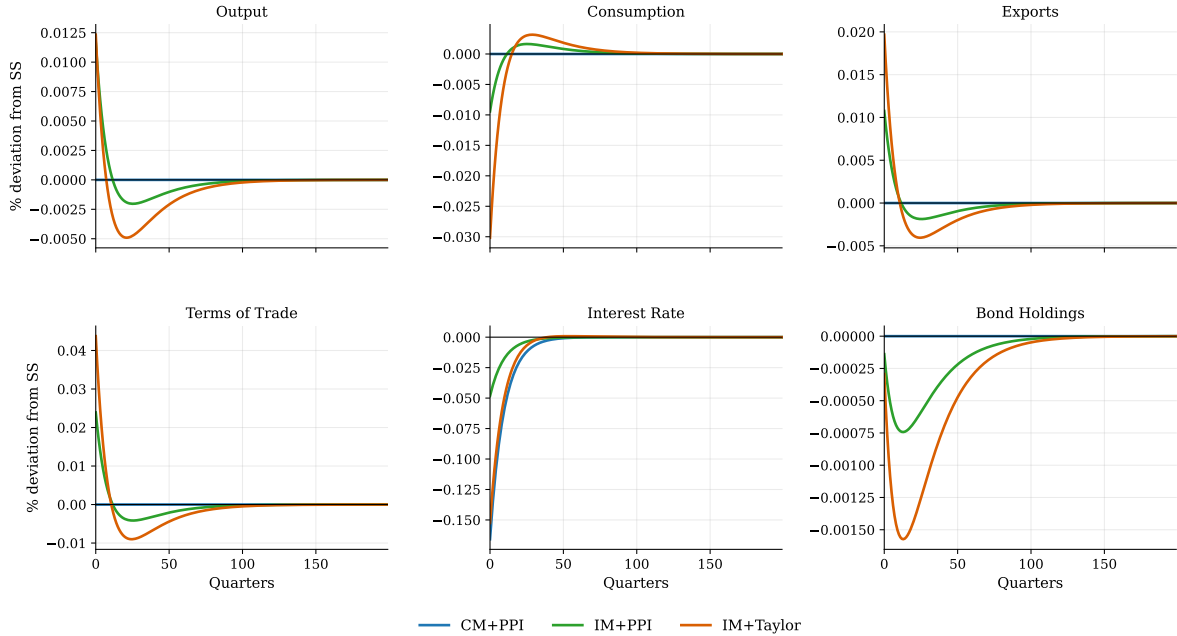 Output
Consumption
Exports
% deviation from SS
0.0125
0.0100
0.0075
0.0050
0.0025
0.0000
−0.0025
−0.0050
0.000
−0.005
−0.010
−0.015
−0.020
−0.025
−0.030
0.020
0.015
0.010
0.005
0.000
−0.005
Terms of Trade
Interest Rate
Bond Holdings
% deviation from SS
0.04
0.03
0.02
0.01
0.00
−0.01
0.000
−0.025
−0.050
−0.075
−0.100
−0.125
−0.150
0.00000
−0.00025
−0.00050
−0.00075
−0.00100
−0.00125
−0.00150
0 50 100 150
0 50 100 150
0 50 100 150
Quarters
Quarters
Quarters
CM+PPI IM+PPI IM+Taylor